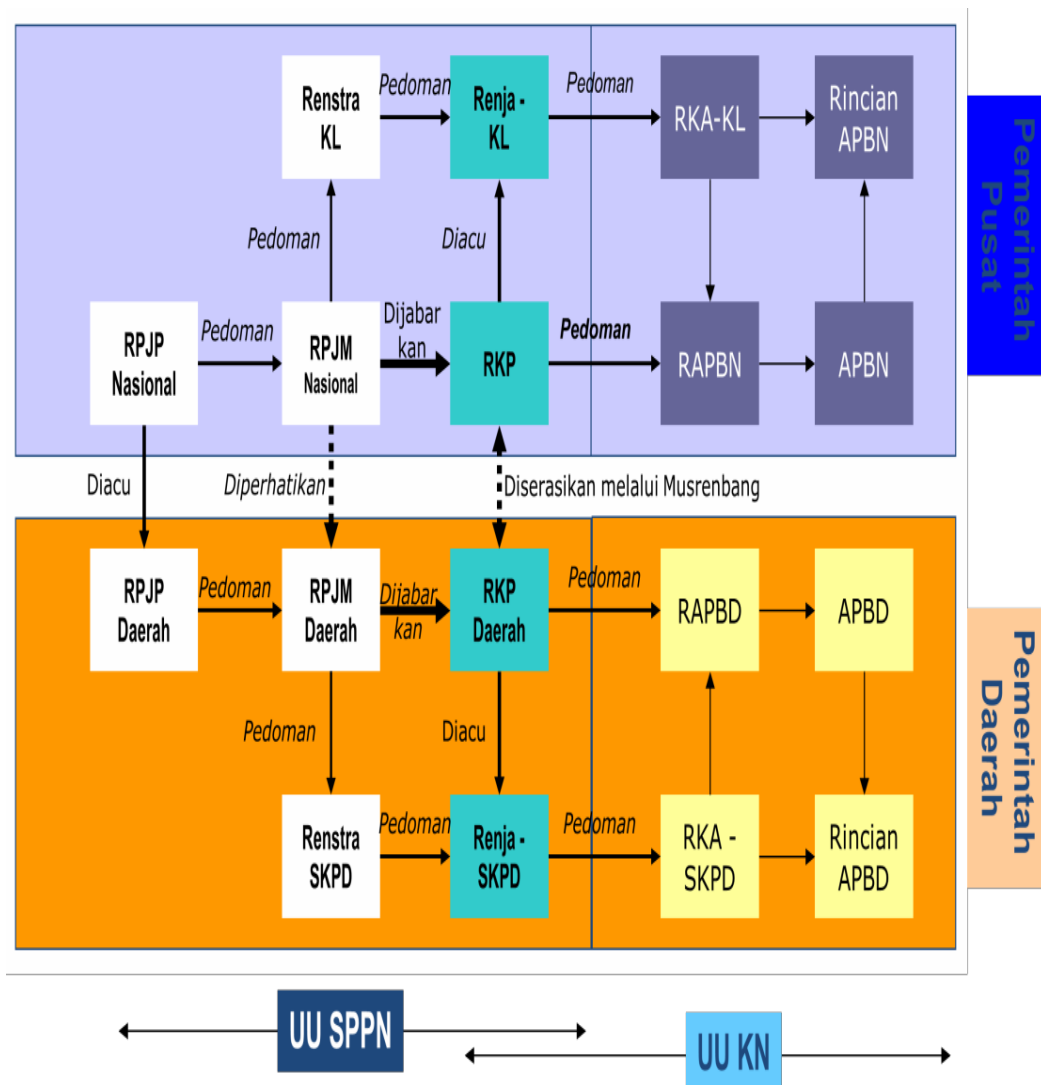 Renstra
KL
Pedoman
Renja -
KL
Pedoman
RKA-KL
Rincian
APBN
Pemerintah
Pusat
Pedoman
Diacu
RPJP
Nasional
Pedoman
RPJM
Nasional
Dijabar
kan
RKP
Pedoman
RAPBN
APBN
Diacu
Diperhatikan
Diserasikan melalui Musrenbang
RPJP
Daerah
Pedoman
RPJM
Daerah
Dijabar
kan
RKP
Daerah
Pedoman
RAPBD
APBD
Pemerintah
Daerah
Pedoman
Diacu
Renstra
SKPD
Pedoman
Renja -
SKPD
Pedoman
RKA -
SKPD
Rincian
APBD
UU SPPN
UU KN